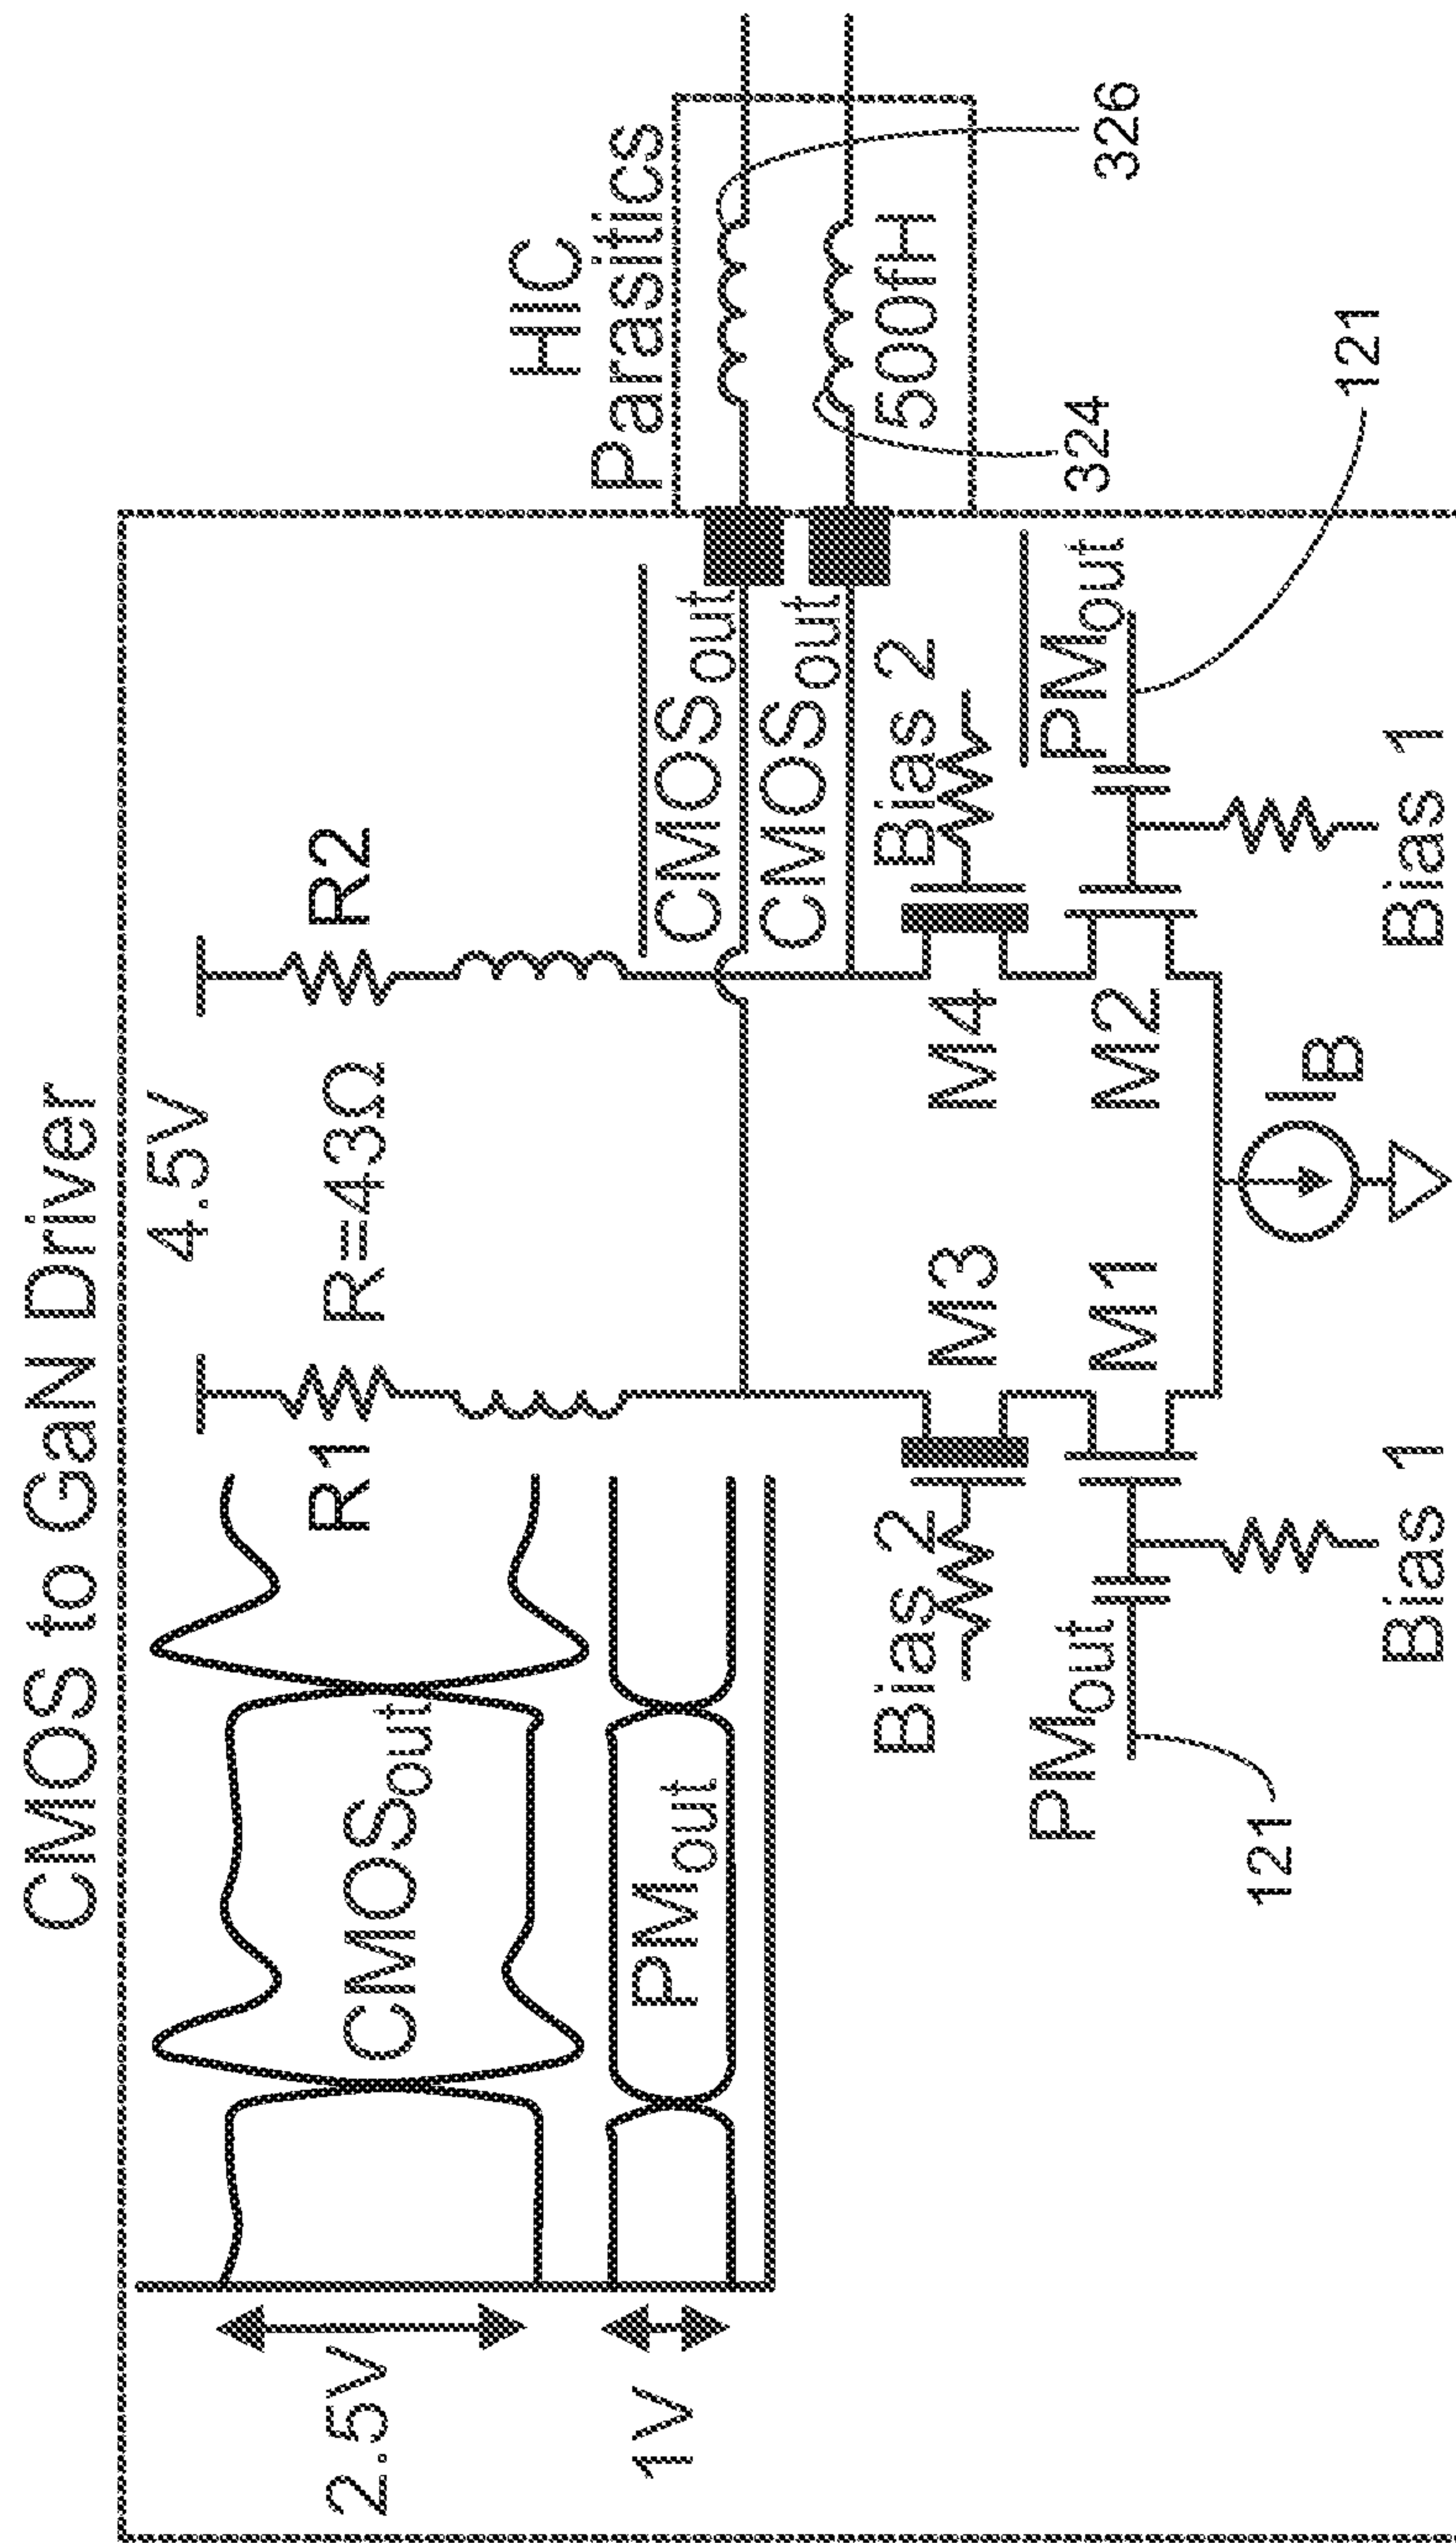 CMOS to GaN Driver
2.5V
1V
CMOSout
PMout
4.5V
R1
R=43Ω
R2
HIC
Parasitics
CMOSout
CMOSout
500fH
326
324
Bias 2
M3
M4
Bias 2
PMout
M1
M2
PMout
121
121
Bias 1
IB
Bias 1